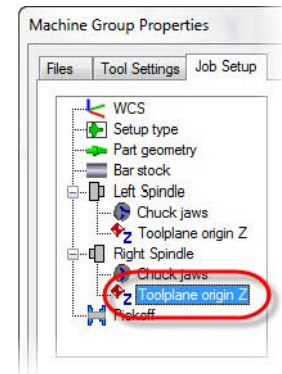 Machine Group Properties
Files Tool Settings Job Setup
WCS
Setup type
Part geometry
Bar stock
Left Spindle
Chuck jaws
Toolplane origin Z
Right Spindle
Chuck jaws
Toolplane origin Z
Pickoff